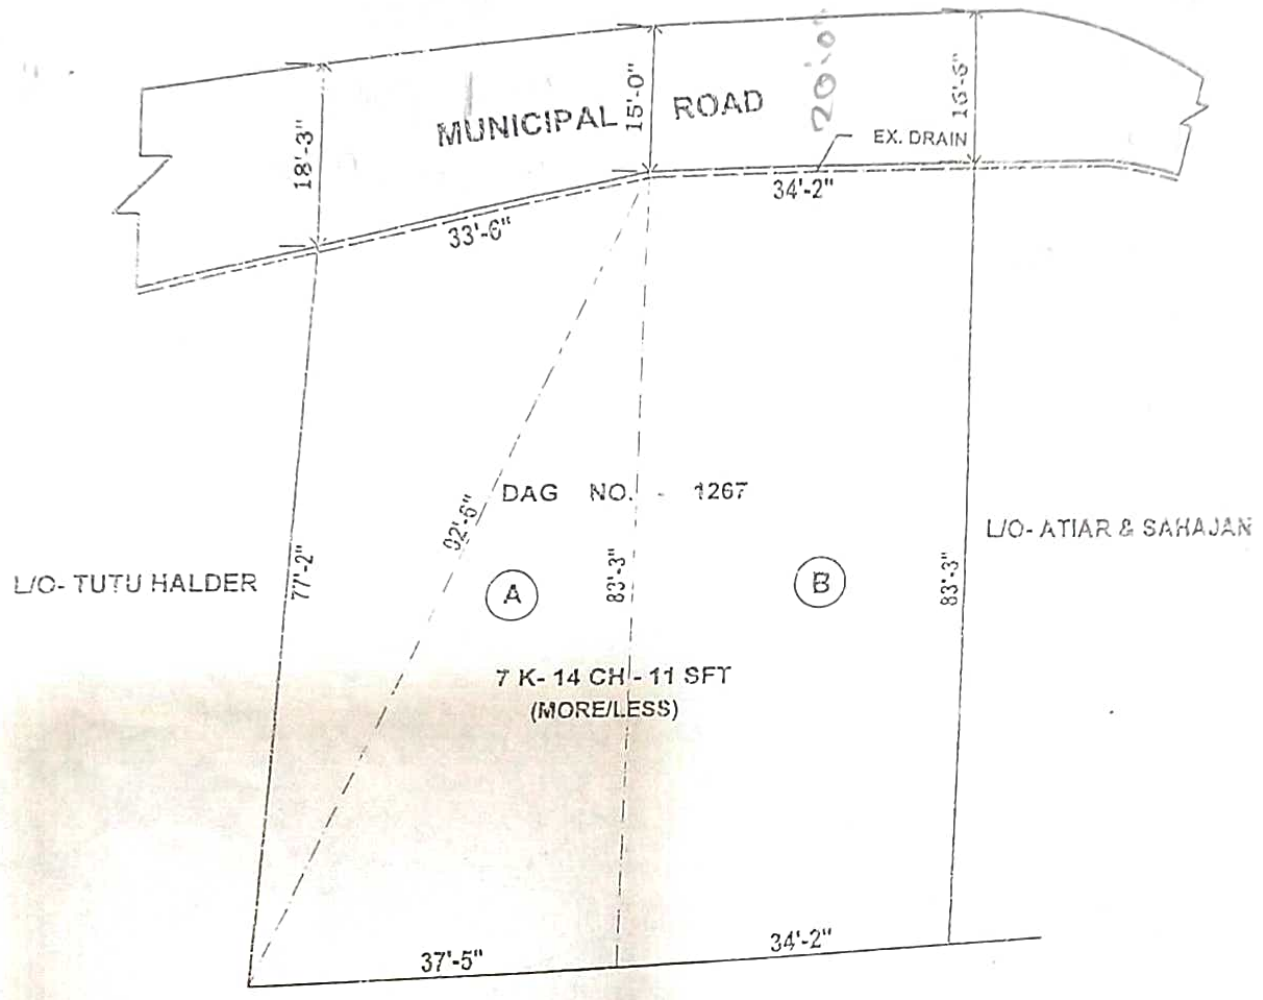 MUNICIPAL ROAD
18'-3"
15'-0"
20'.0"
16'-6"
EX. DRAIN
33'-6"
34'-2"
DAG NO. - 1267
92'-6"
L/O- TUTU HALDER
77'-2"
A
83'-3"
B
83'-3"
L/O- ATIAR & SAHAJAN
7 K- 14 CH - 11 SFT
(MORE/LESS)
37'-5"
34'-2"